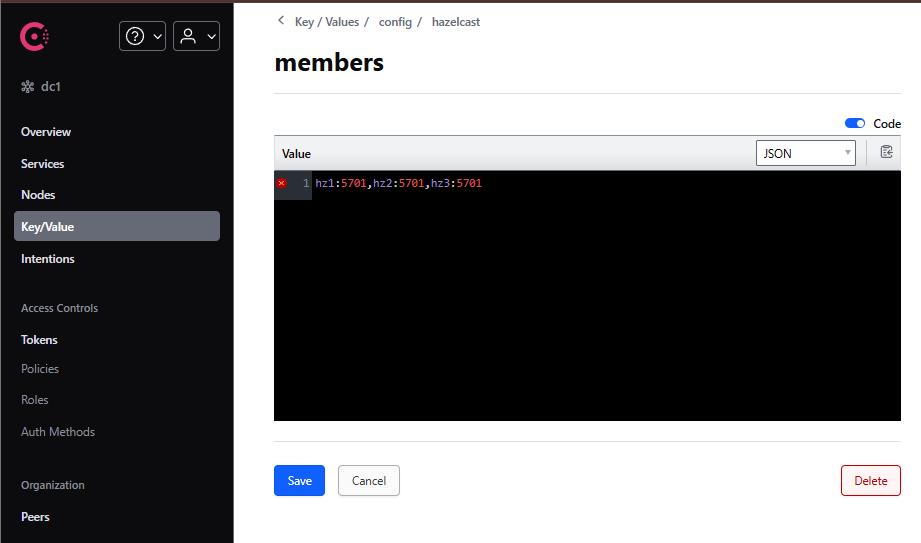 Key / Values / config / hazelcast
members
dc1
Overview
Services
Nodes
Key/Value
Intentions
Access Controls
Tokens
Policies
Roles
Auth Methods
Organization
Peers
Code
Value JSON
1 hz1:5701,hz2:5701,hz3:5701
Save Cancel Delete